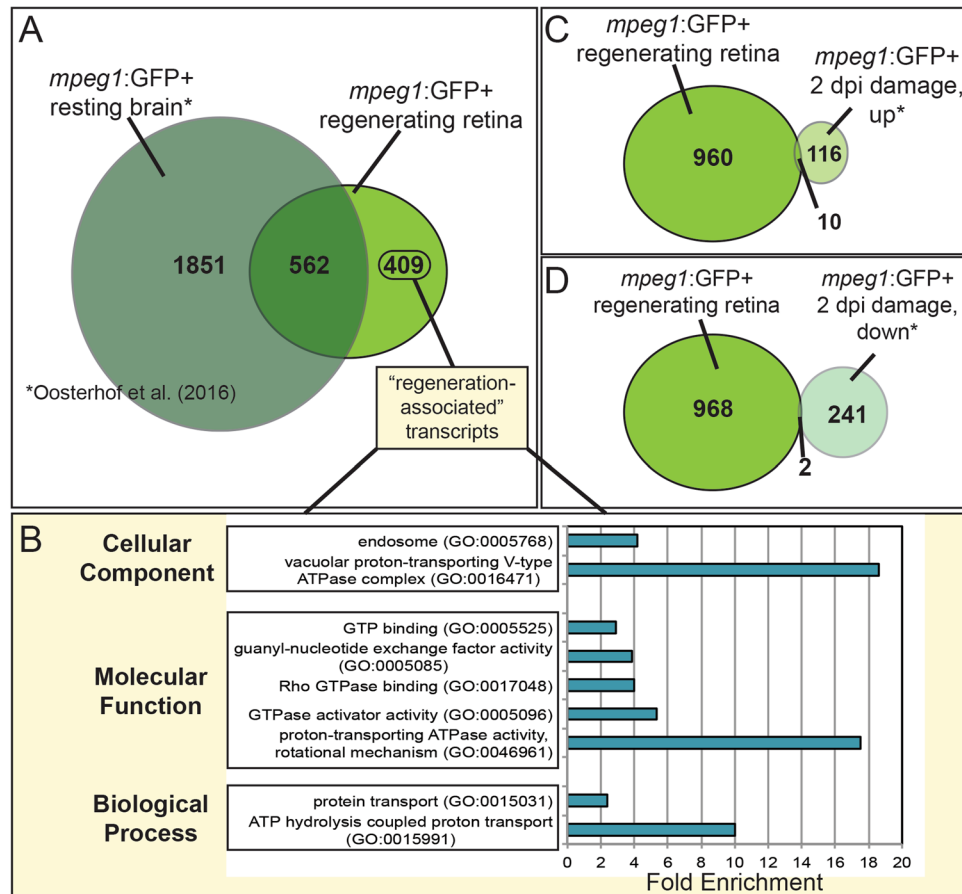 A
mpeg1:GFP+
resting brain*
mpeg1:GFP+
regenerating retina
1851
562
409
*Oosterhof et al. (2016)
“regeneration-
associated”
transcripts
C
mpeg1:GFP+
regenerating retina
mpeg1:GFP+
2 dpi damage,
up*
960
116
10
D
mpeg1:GFP+
regenerating retina
mpeg1:GFP+
2 dpi damage,
down*
968
241
2
B
Cellular
Component
endosome (GO:0005768)
vacuolar proton-transporting V-type
ATPase complex (GO:0016471)
Molecular
Function
GTP binding (GO:0005525)
guanyl-nucleotide exchange factor activity
(GO:0005085)
Rho GTPase binding (GO:0017048)
GTPase activator activity (GO:0005096)
proton-transporting ATPase activity,
rotational mechanism (GO:0046961)
Biological
Process
protein transport (GO:0015031)
ATP hydrolysis coupled proton transport
(GO:0015991)
0 2 4 6 8 10 12 14 16 18 20
Fold Enrichment